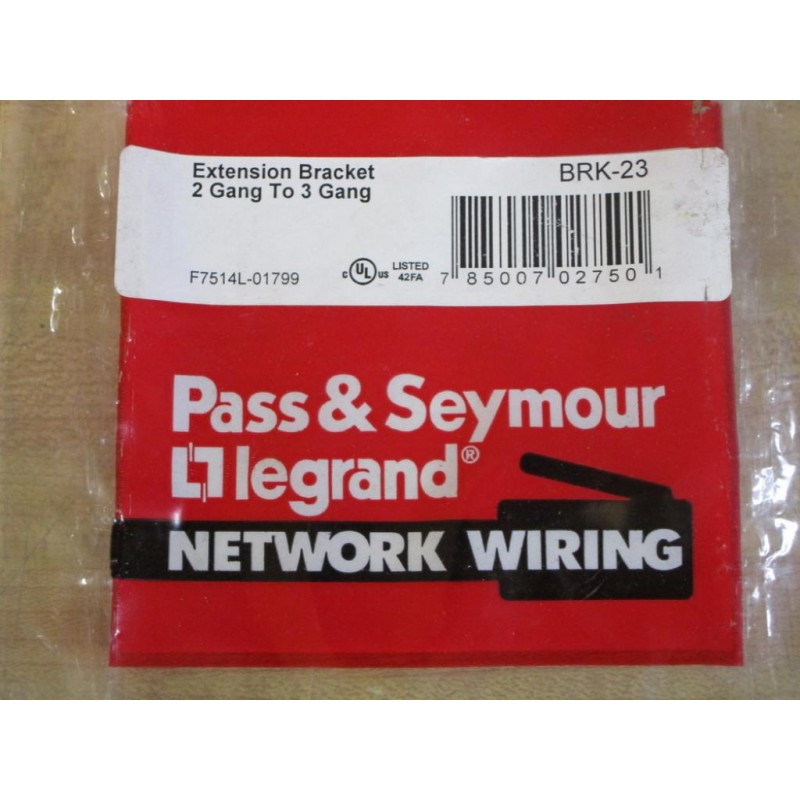 Extension Bracket
2 Gang To 3 Gang
BRK-23
F7514L-01799
c UL us LISTED
42FA
7 85007 02750 1
Pass & Seymour
legrand®
NETWORK WIRING